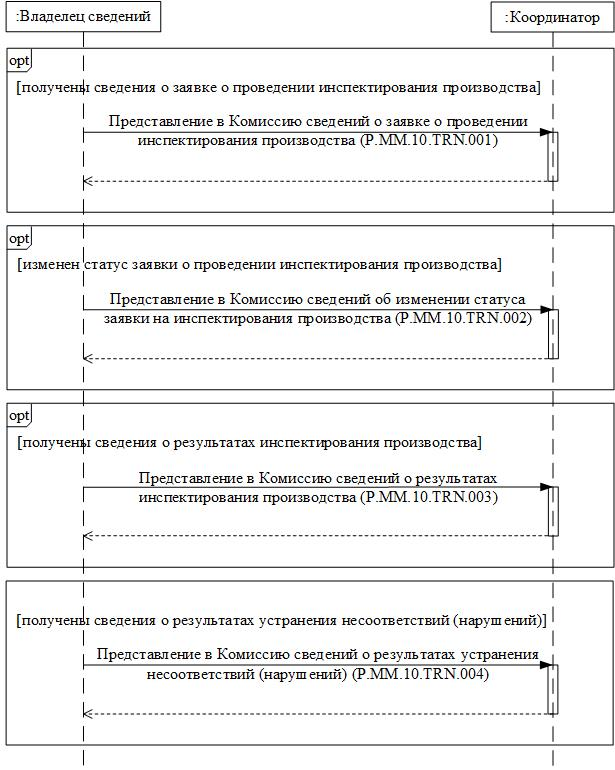 :Владелец сведений
:Координатор
opt
[получены сведения о заявке о проведении инспектирования производства]
Представление в Комиссию сведений о заявке о проведении
инспектирования производства (P.MM.10.TRN.001)
opt
[изменен статус заявки о проведении инспектирования производства]
Представление в Комиссию сведений об изменении статуса
заявки на инспектирования производства (P.MM.10.TRN.002)
opt
[получены сведения о результатах инспектирования производства]
Представление в Комиссию сведений о результатах
инспектирования производства (P.MM.10.TRN.003)
[получены сведения о результатах устранения несоответствий (нарушений)]
Представление в Комиссию сведений о результатах устранения
несоответствий (нарушений) (P.MM.10.TRN.004)